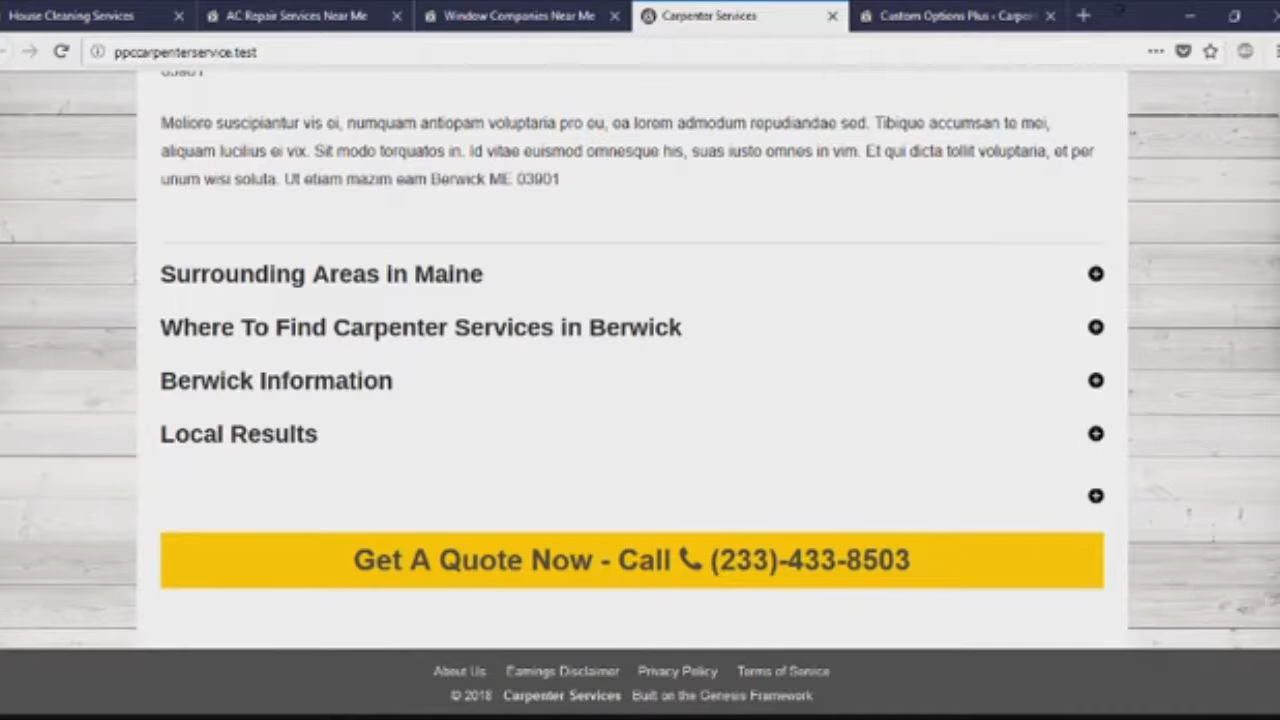 House Cleaning Services AC Repair Services Near Me Window Companies Near Me Carpenter Services Custom Options Plus ‹ Carpen
ppccarpenterservice.test
03901
Meliore suscipiantur vis ei, numquam antiopam voluptaria pro eu, ea lorem admodum repudiandae sed. Tibique accumsan te mei,
aliquam lucilius ei vix. Sit modo torquatos in. Id vitae euismod omnesque his, suas iusto omnes in vim. Et qui dicta tollit voluptaria, et per
unum wisi soluta. Ut etiam mazim eam Berwick ME 03901
Surrounding Areas in Maine
Where To Find Carpenter Services in Berwick
Berwick Information
Local Results
Get A Quote Now - Call (233)-433-8503
About Us Earnings Disclaimer Privacy Policy Terms of Service
© 2018 Carpenter Services Built on the Genesis Framework